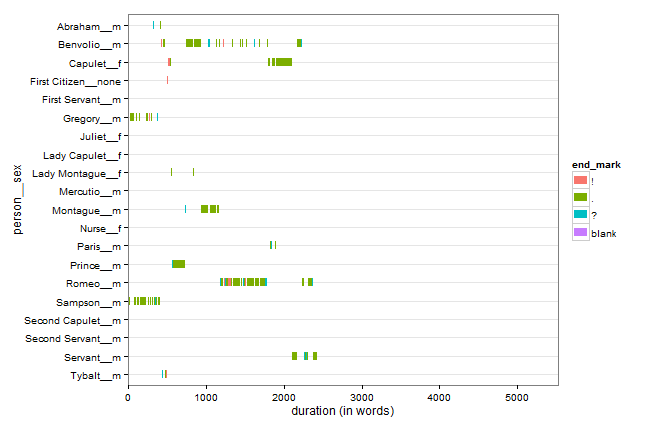 Abraham__m
Benvolio__m
Capulet__f
First Citizen__none
First Servant__m
Gregory__m
Juliet__f
Lady Capulet__f
Lady Montague__f
Mercutio__m
Montague__m
Nurse__f
Paris__m
Prince__m
Romeo__m
Sampson__m
Second Capulet__m
Second Servant__m
Servant__m
Tybalt__m
person__sex
0 1000 2000 3000 4000 5000
duration (in words)
end_mark
!
.
?
blank